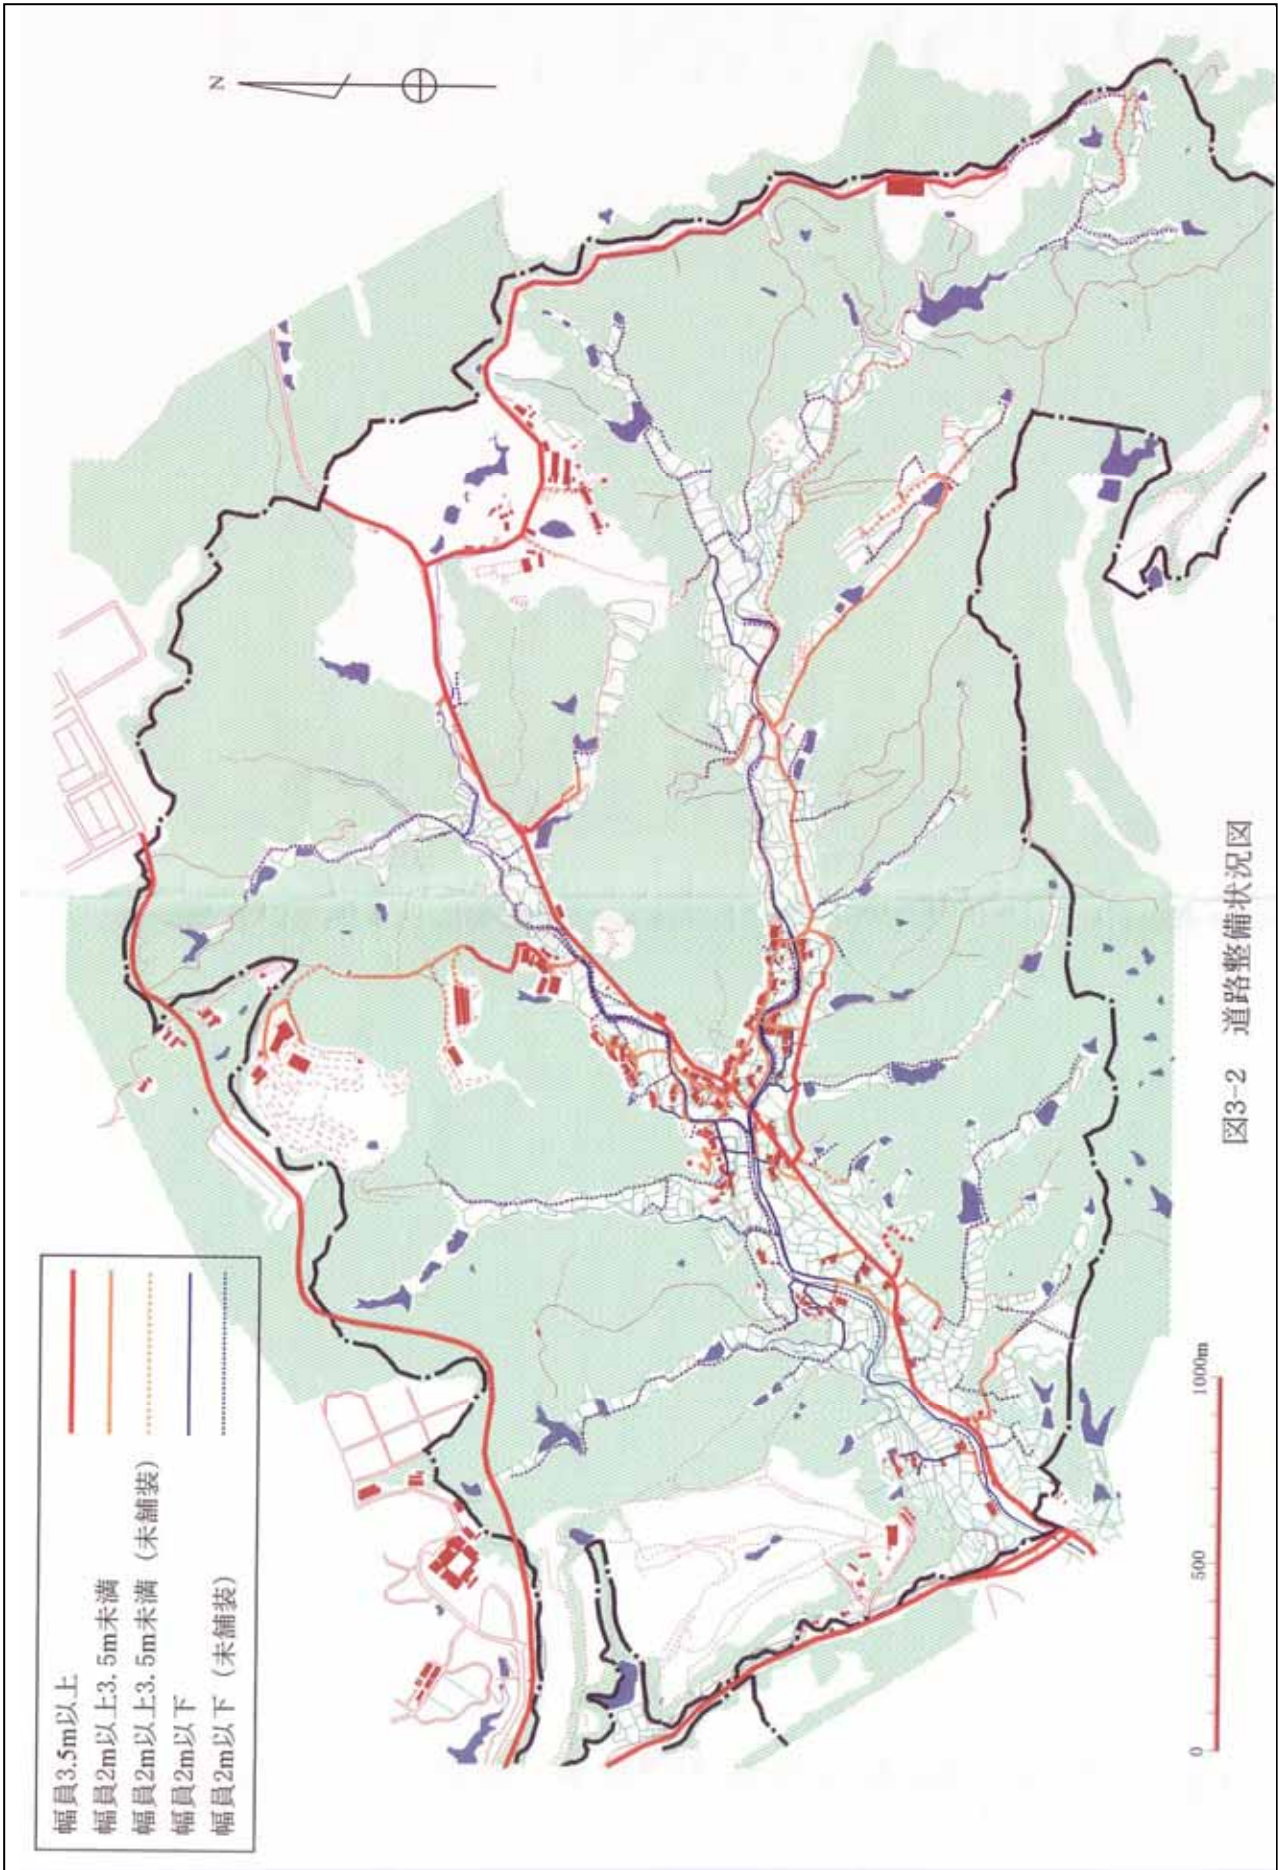 幅員3.5m以上
幅員2m以上3.5m未満
幅員2m以上3.5m未満（未舗装）
幅員2m以下
幅員2m以下（未舗装）
N
0 500 1000m
図3-2 道路整備状況図